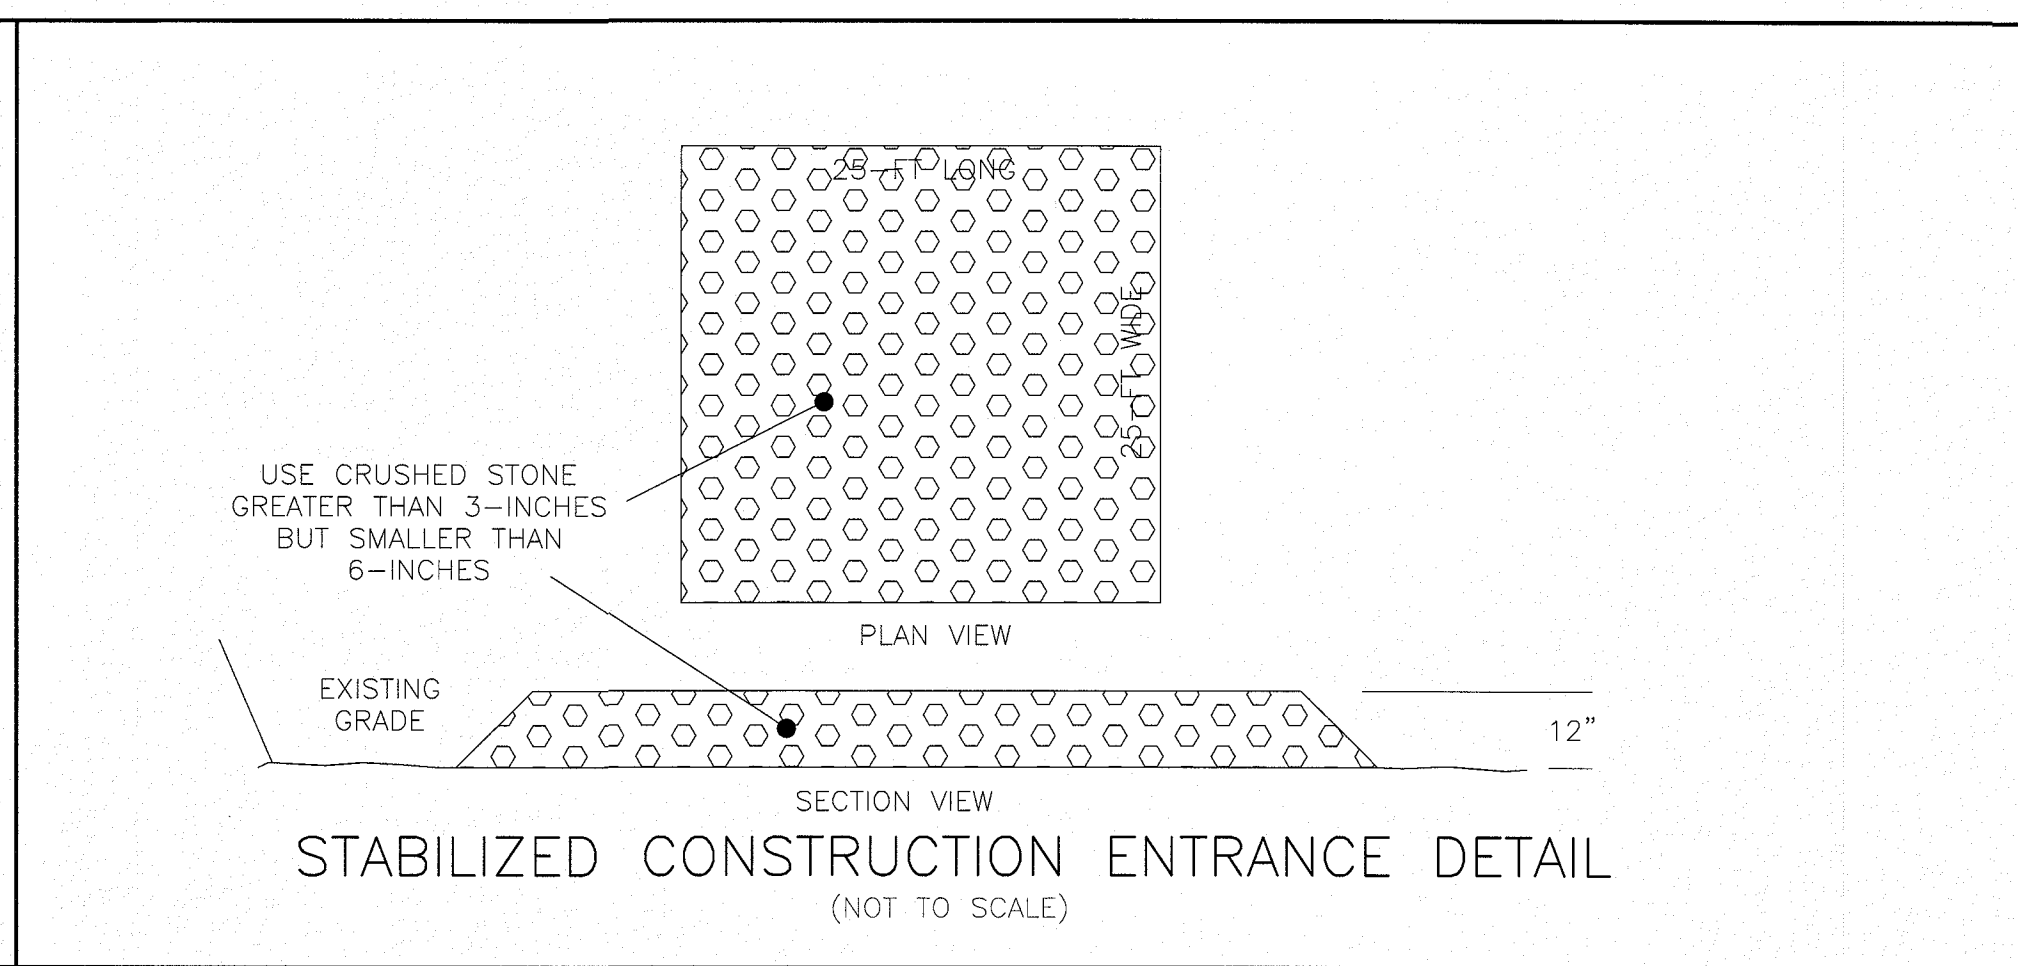 25-FT LONG
25-FT WIDE
USE CRUSHED STONE
GREATER THAN 3-INCHES
BUT SMALLER THAN
6-INCHES
PLAN VIEW
EXISTING
GRADE
12"
SECTION VIEW
STABILIZED CONSTRUCTION ENTRANCE DETAIL
(NOT TO SCALE)